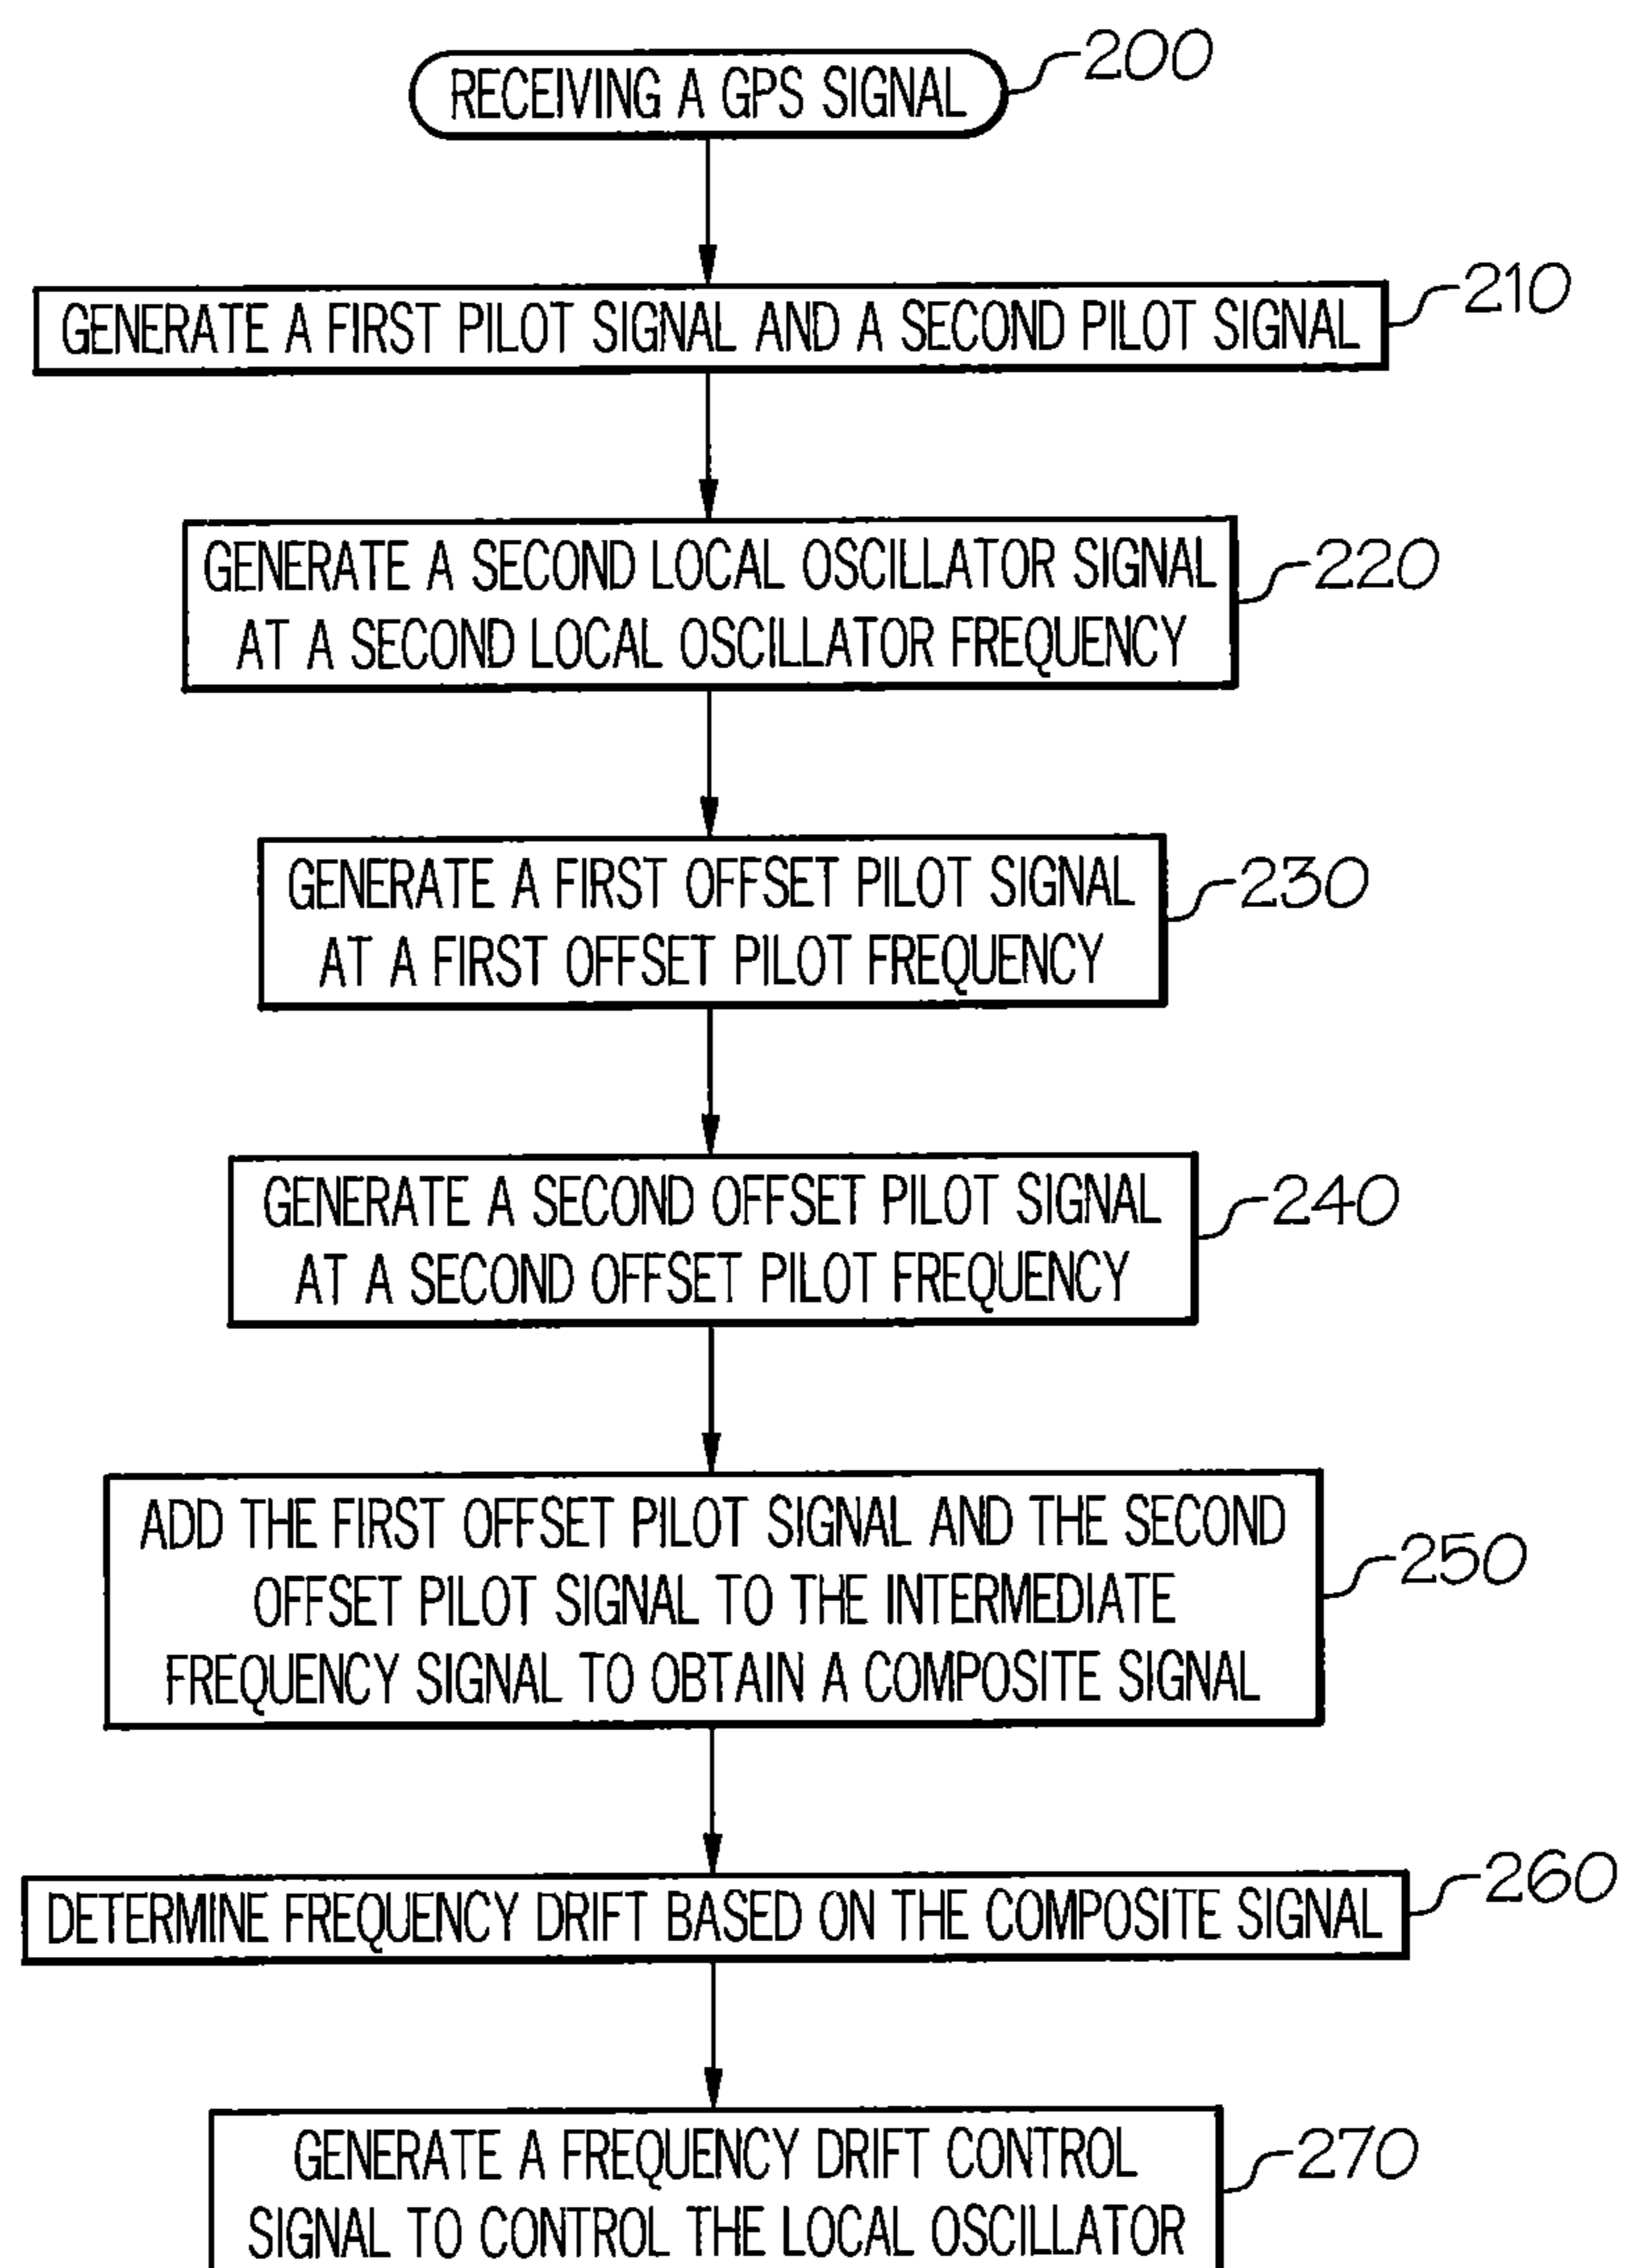 RECEIVING A GPS SIGNAL
200
GENERATE A FIRST PILOT SIGNAL AND A SECOND PILOT SIGNAL
210
GENERATE A SECOND LOCAL OSCILLATOR SIGNAL
AT A SECOND LOCAL OSCILLATOR FREQUENCY
220
GENERATE A FIRST OFFSET PILOT SIGNAL
AT A FIRST OFFSET PILOT FREQUENCY
230
GENERATE A SECOND OFFSET PILOT SIGNAL
AT A SECOND OFFSET PILOT FREQUENCY
240
ADD THE FIRST OFFSET PILOT SIGNAL AND THE SECOND
OFFSET PILOT SIGNAL TO THE INTERMEDIATE
FREQUENCY SIGNAL TO OBTAIN A COMPOSITE SIGNAL
250
DETERMINE FREQUENCY DRIFT BASED ON THE COMPOSITE SIGNAL
260
GENERATE A FREQUENCY DRIFT CONTROL
SIGNAL TO CONTROL THE LOCAL OSCILLATOR
270